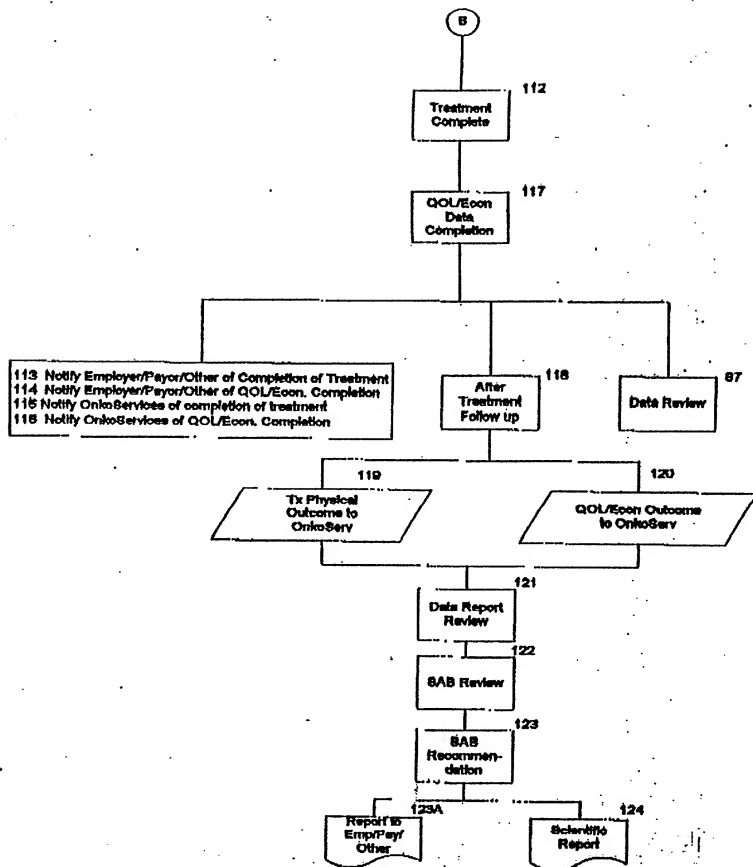 B
112
Treatment
Complete
117
QOL/Econ
Data
Completion
113 Notify Employer/Payor/Other of Completion of Treatment
114 Notify Employer/Payor/Other of QOL/Econ. Completion
115 Notify OnkoServices of completion of treatment
116 Notify OnkoServices of QOL/Econ. Completion
118
After
Treatment
Follow up
87
Data Review
119
Tx Physical
Outcome to
OnkoServ
120
QOL/Econ Outcome
to OnkoServ
121
Data Report
Review
122
SAB Review
123
SAB
Recommen-
dation
123A
Report to
Emp/Pay/
Other
124
Scientific
Report